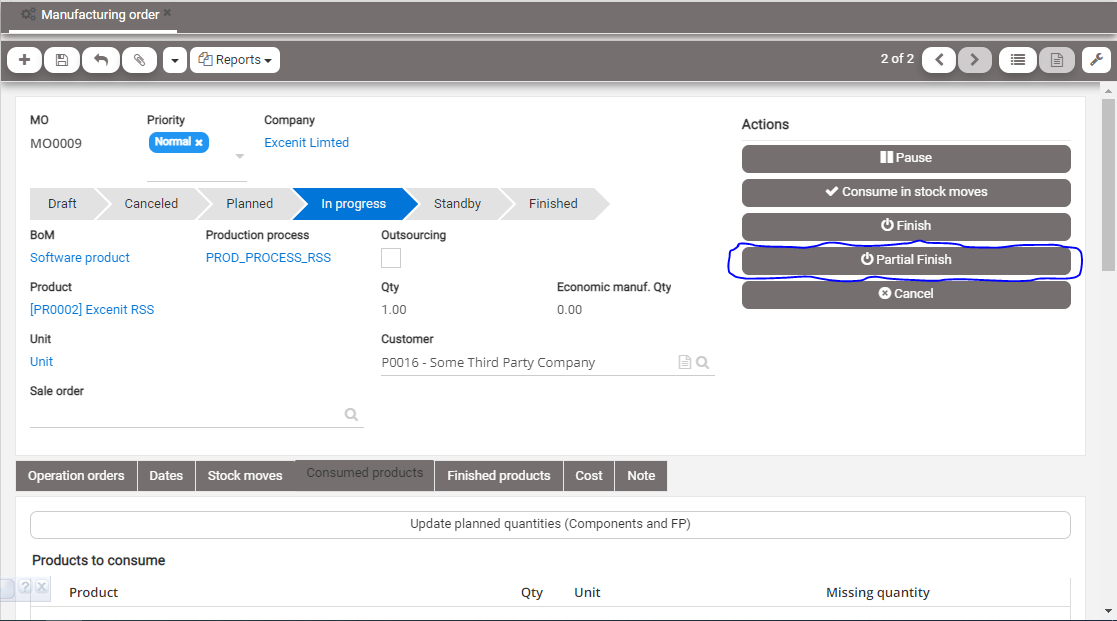 Manufacturing order
Reports
2 of 2
MO
Priority
Company
MO0009
Normal
Excenit Limted
Actions
Pause
Consume in stock moves
Finish
Partial Finish
Cancel
Draft
Canceled
Planned
In progress
Standby
Finished
BoM
Production process
Outsourcing
Software product
PROD_PROCESS_RSS
Product
Qty
Economic manuf. Qty
[PR0002] Excenit RSS
1.00
0.00
Unit
Customer
Unit
P0016 - Some Third Party Company
Sale order
Operation orders
Dates
Stock moves
Consumed products
Finished products
Cost
Note
Update planned quantities (Components and FP)
Products to consume
Product
Qty
Unit
Missing quantity